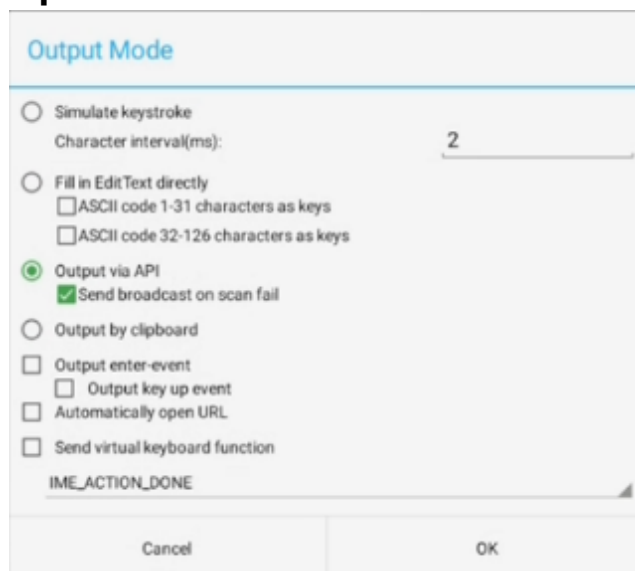 Output Mode
Simulate keystroke
Character interval(ms): 2
Fill in EditText directly
ASCII code 1-31 characters as keys
ASCII code 32-126 characters as keys
Output via API
Send broadcast on scan fail
Output by clipboard
Output enter-event
Output key up event
Automatically open URL
Send virtual keyboard function
IME_ACTION_DONE
Cancel OK